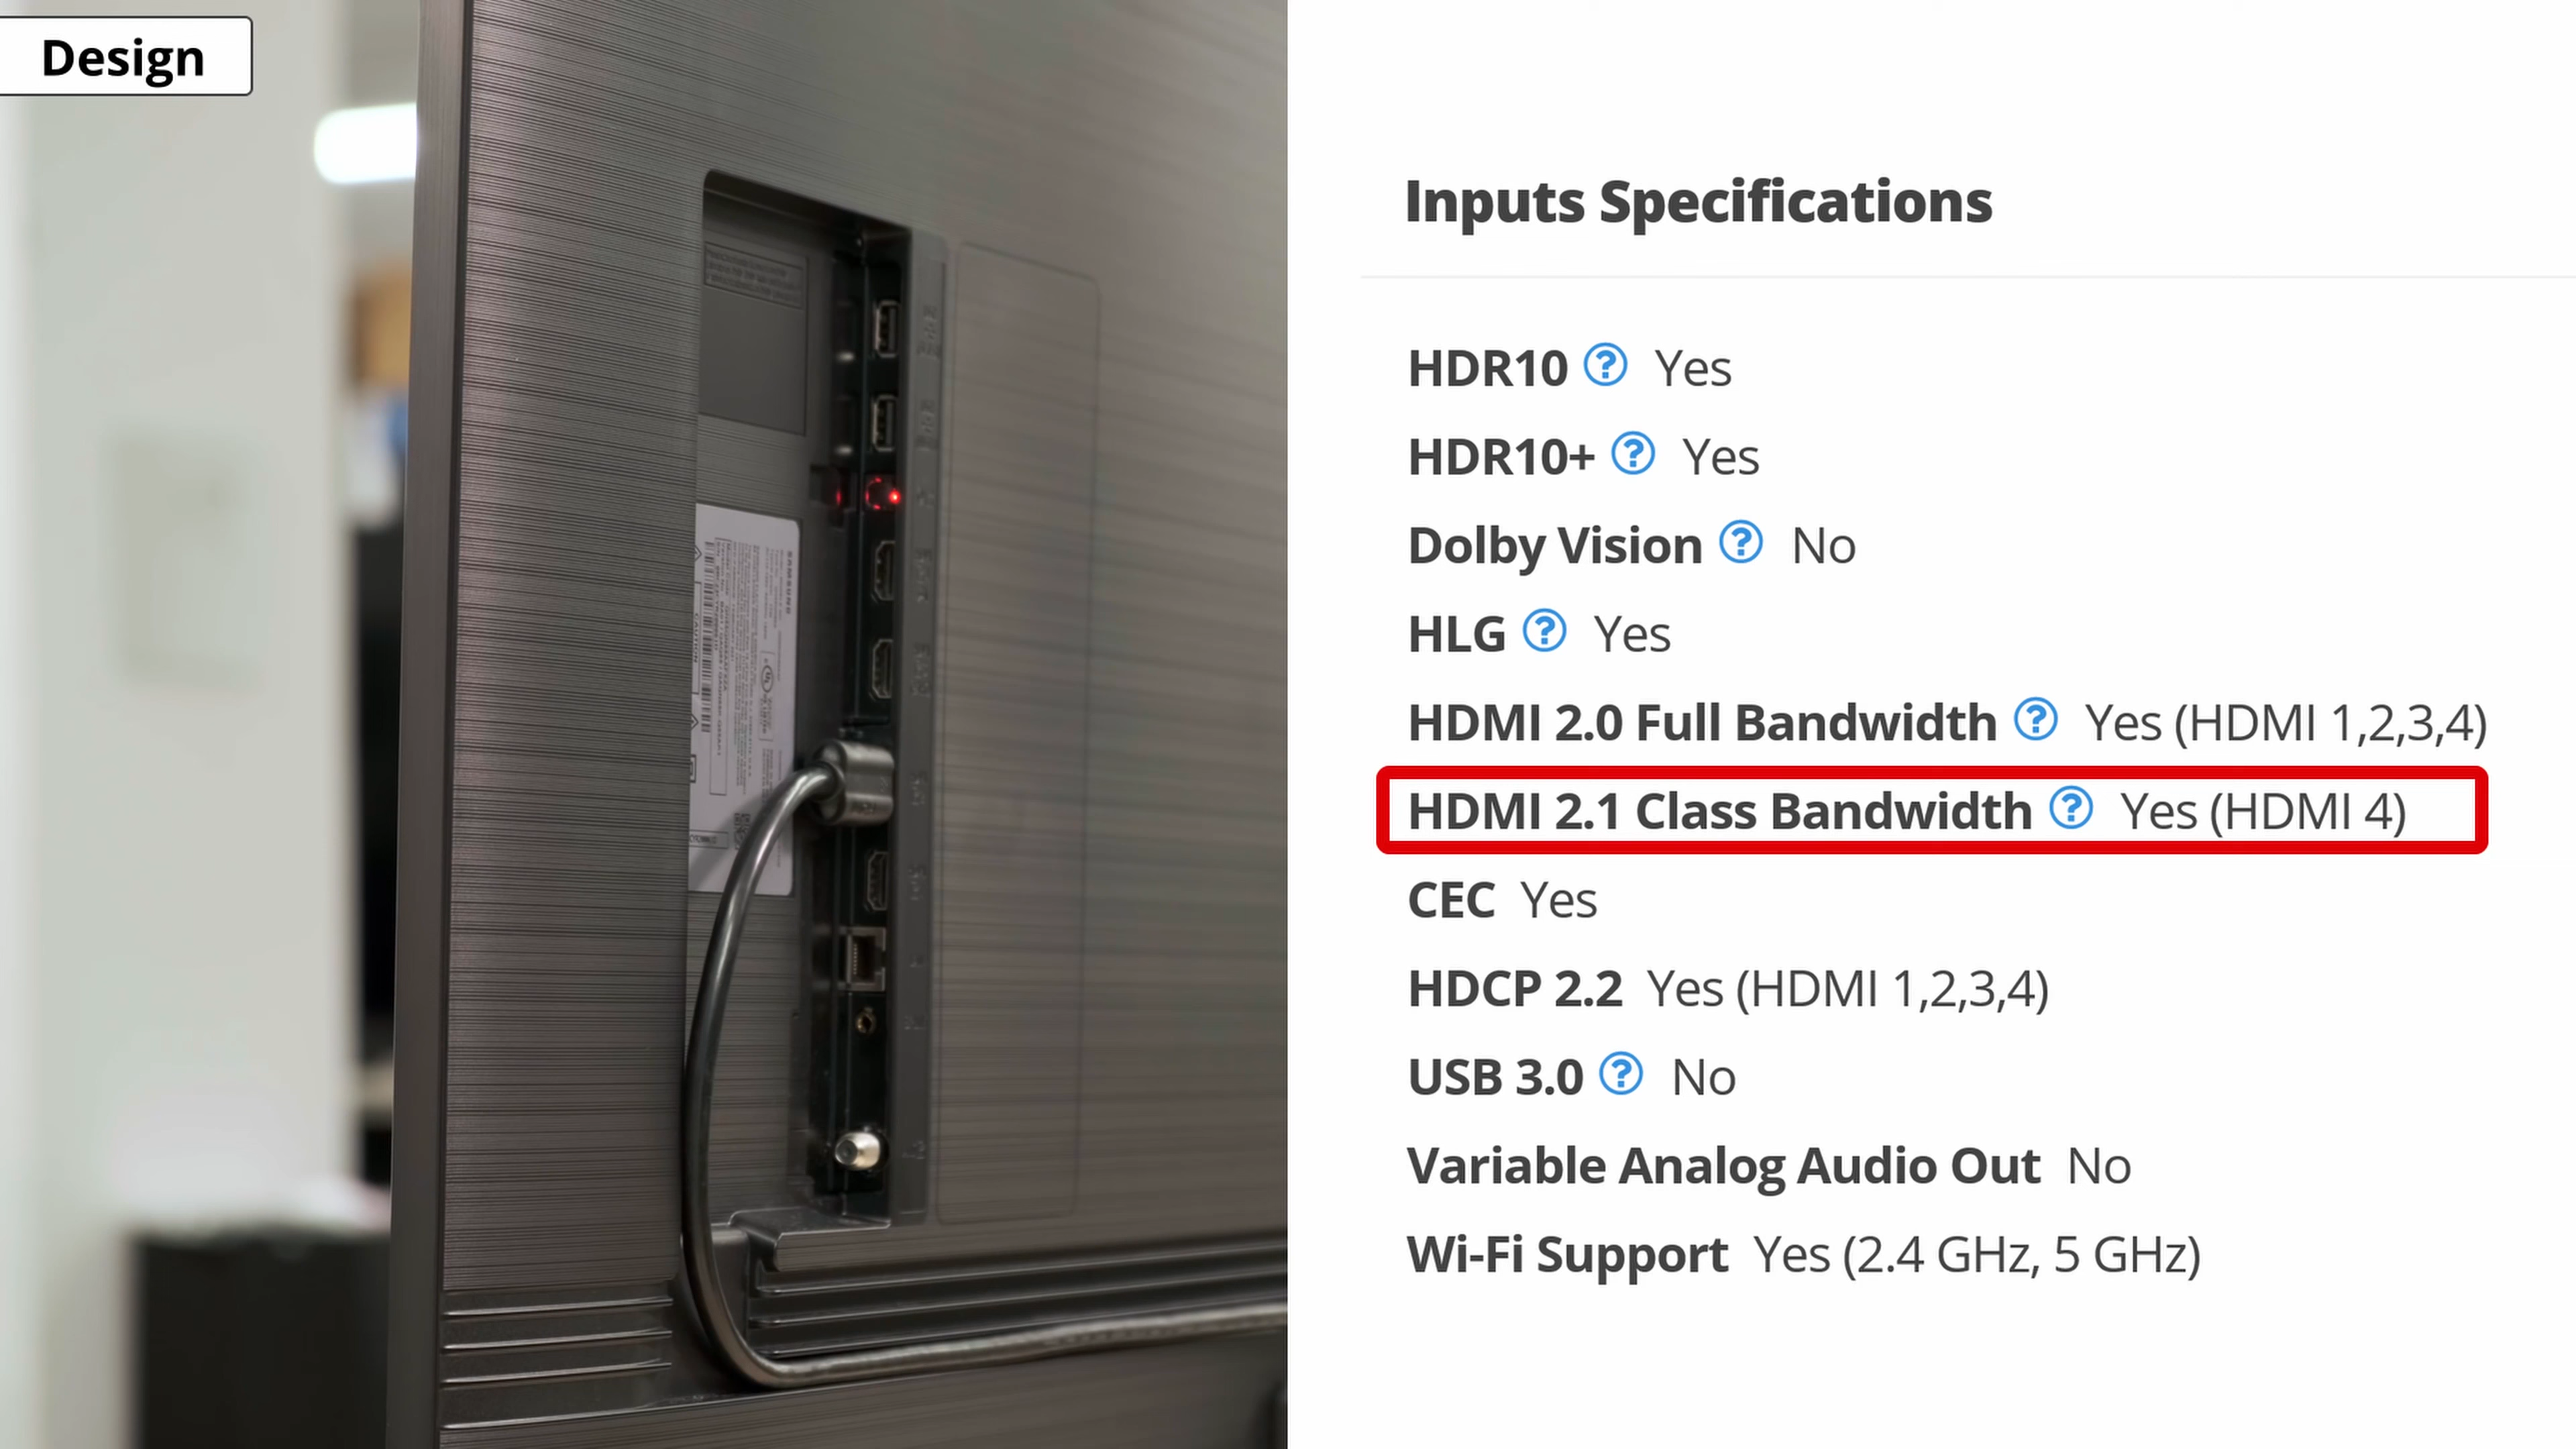 Design
Inputs Specifications
HDR10 ? Yes
HDR10+ ? Yes
Dolby Vision ? No
HLG ? Yes
HDMI 2.0 Full Bandwidth ? Yes (HDMI 1,2,3,4)
HDMI 2.1 Class Bandwidth ? Yes (HDMI 4)
CEC Yes
HDCP 2.2 Yes (HDMI 1,2,3,4)
USB 3.0 ? No
Variable Analog Audio Out No
Wi-Fi Support Yes (2.4 GHz, 5 GHz)
SAMSUNG
CAUTION